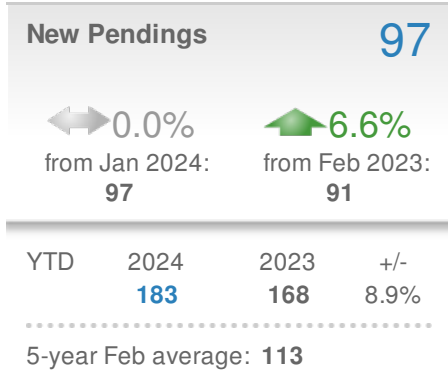 New Pendings 97
0.0% 6.6%
from Jan 2024: from Feb 2023:
97 91
YTD 2024 2023 +/-
183 168 8.9%
5-year Feb average: 113